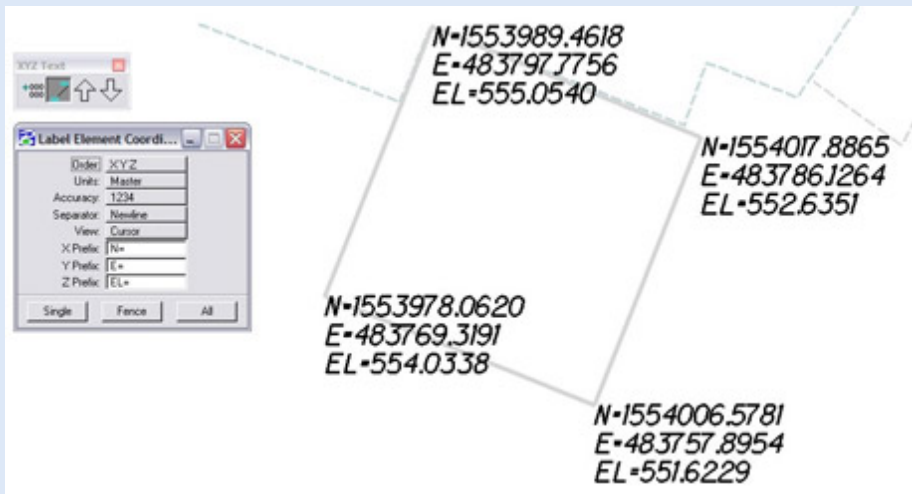 XYZ Text
+000
000
Label Element Coordi...
Order: XYZ
Units: Master
Accuracy: 1234
Separator: Newline
View: Cursor
X Prefix: N=
Y Prefix: E=
Z Prefix: EL=
Single Fence All
N=1553989.4618
E=483797.7756
EL=555.0540
N=1554017.8865
E=483786.1264
EL=552.6351
N=1553978.0620
E=483769.3191
EL=554.0338
N=1554006.5781
E=483757.8954
EL=551.6229